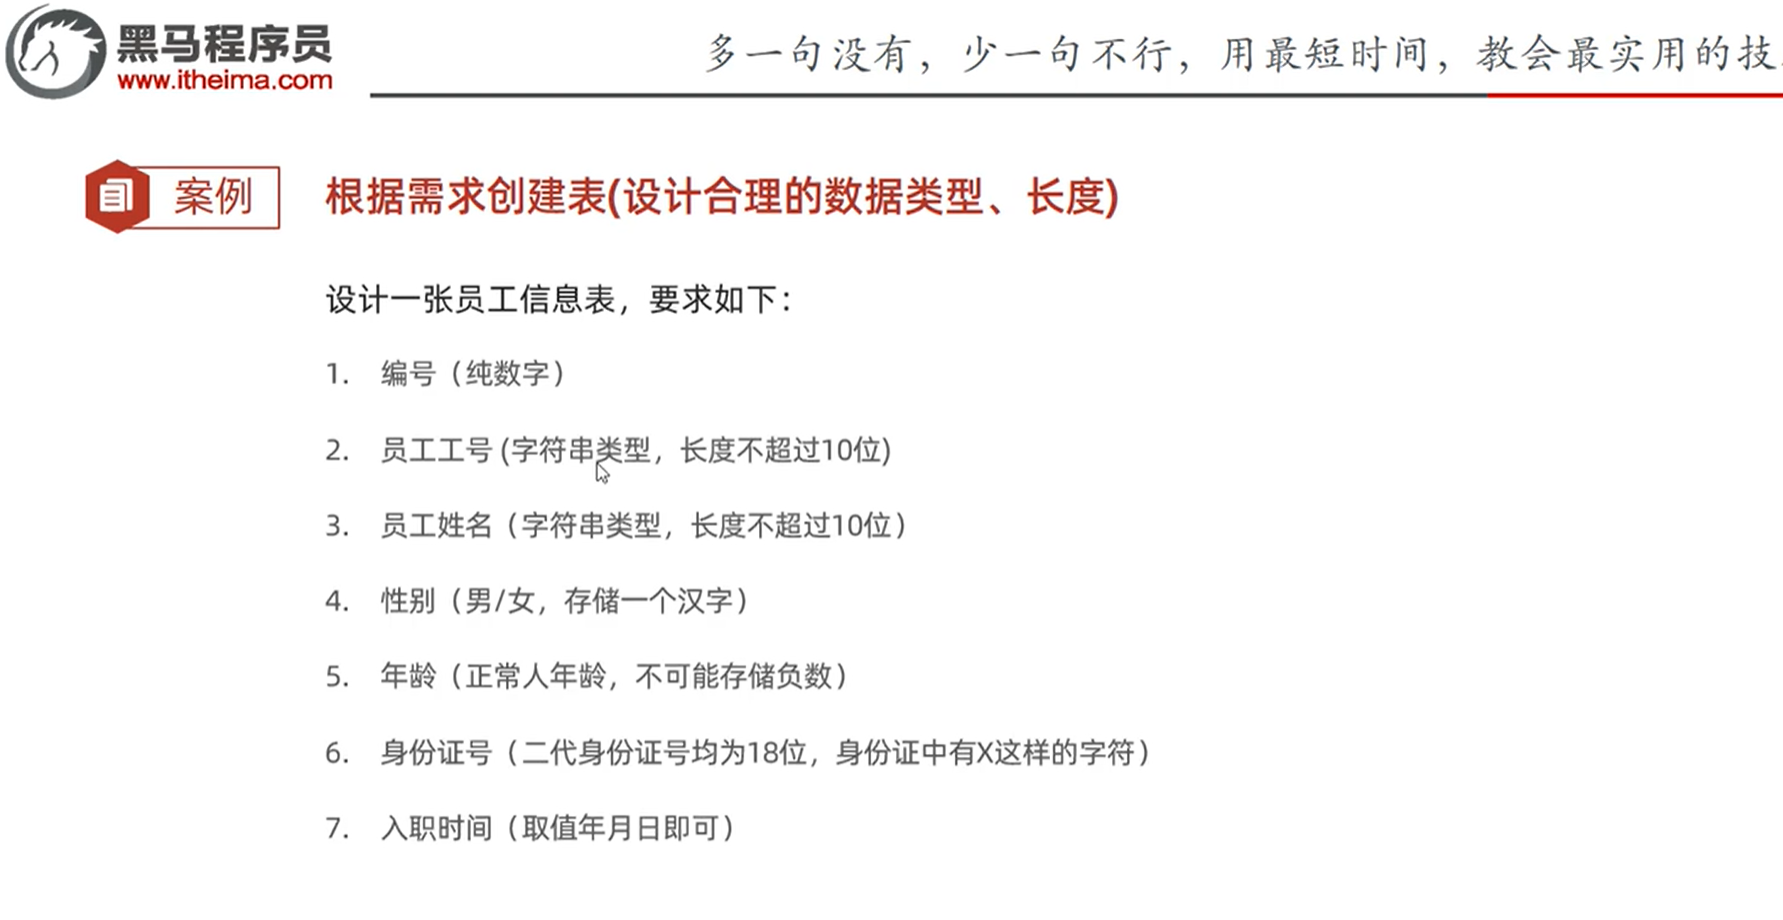 黑马程序员
www.itheima.com
多一句没有，少一句不行，用最短时间，教会最实用的技
案例
根据需求创建表(设计合理的数据类型、长度)
设计一张员工信息表，要求如下：
1. 编号（纯数字）
2. 员工工号 (字符串类型，长度不超过10位)
3. 员工姓名（字符串类型，长度不超过10位）
4. 性别（男/女，存储一个汉字）
5. 年龄（正常人年龄，不可能存储负数）
6. 身份证号（二代身份证号均为18位，身份证中有X这样的字符）
7. 入职时间（取值年月日即可）